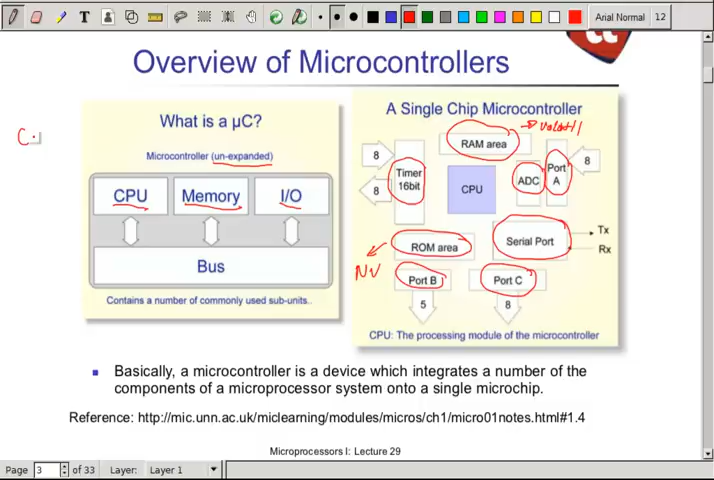 T
Arial Normal 12
Overview of Microcontrollers
C
What is a µC?
Microcontroller (un-expanded)
CPU Memory I/O
Bus
Contains a number of commonly used sub-units..
A Single Chip Microcontroller
RAM area
8
8
Timer
16bit
CPU
ADC
Port
A
8
Serial Port
Tx
Rx
ROM area
NV
Port B
Port C
5
8
CPU: The processing module of the microcontroller
Basically, a microcontroller is a device which integrates a number of the
components of a microprocessor system onto a single microchip.
Reference: http://mic.unn.ac.uk/miclearning/modules/micros/ch1/micro01notes.html#1.4
Microprocessors I: Lecture 29
Page 3 of 33 Layer: Layer 1